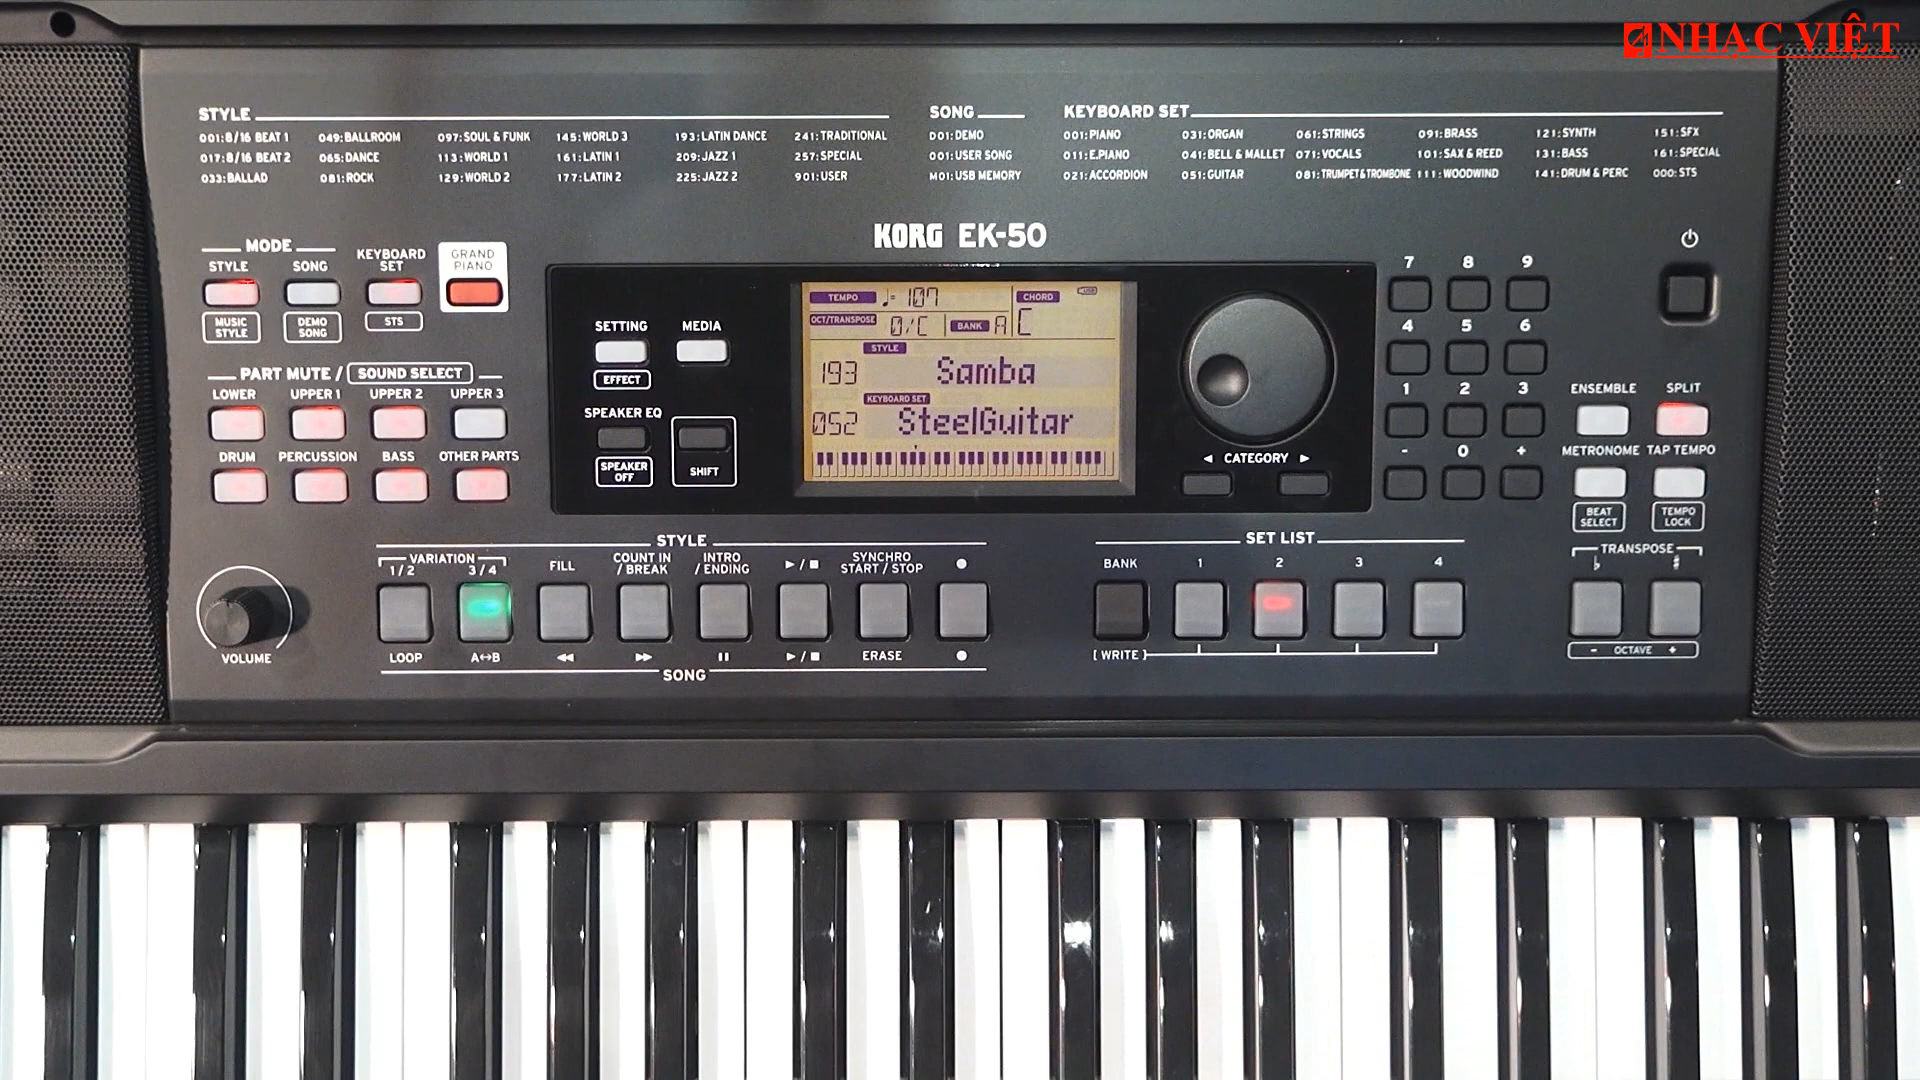 NHẠC VIỆT
STYLE
001:8/16 BEAT 1 049:BALLROOM 097:SOUL & FUNK 145:WORLD 3 193:LATIN DANCE 241:TRADITIONAL
017:8/16 BEAT 2 065:DANCE 113:WORLD 1 161:LATIN 1 209:JAZZ 1 257:SPECIAL
033:BALLAD 081:ROCK 129:WORLD 2 177:LATIN 2 225:JAZZ 2 901:USER
SONG
D01:DEMO
001:USER SONG
M01:USB MEMORY
KEYBOARD SET
001:PIANO 031:ORGAN 061:STRINGS 091:BRASS 121:SYNTH 151:SFX
011:E.PIANO 041:BELL & MALLET 071:VOCALS 101:SAX & REED 131:BASS 161:SPECIAL
021:ACCORDION 051:GUITAR 081:TRUMPET&TROMBONE 111:WOODWIND 141:DRUM & PERC 000:STS
KORG EK-50
MODE
STYLE SONG KEYBOARD SET GRAND PIANO
MUSIC STYLE DEMO SONG STS
PART MUTE / SOUND SELECT
LOWER UPPER 1 UPPER 2 UPPER 3
DRUM PERCUSSION BASS OTHER PARTS
VOLUME
SETTING MEDIA
EFFECT
SPEAKER EQ
SPEAKER OFF SHIFT
TEMPO ♩= 107 CHORD
OCT/TRANSPOSE 0/C BANK A C
STYLE
193 Samba
KEYBOARD SET
052 SteelGuitar
◄ CATEGORY ►
7 8 9
4 5 6
1 2 3
- 0 +
ENSEMBLE SPLIT
METRONOME TAP TEMPO
BEAT SELECT TEMPO LOCK
TRANSPOSE
♭ ♯
- OCTAVE +
STYLE
VARIATION
1/2 3/4 FILL COUNT IN / BREAK INTRO / ENDING ►/■ SYNCHRO START / STOP ●
LOOP A↔B ◄◄ ►► ❚❚ ►/■ ERASE ●
SONG
SET LIST
BANK 1 2 3 4
[ WRITE ]